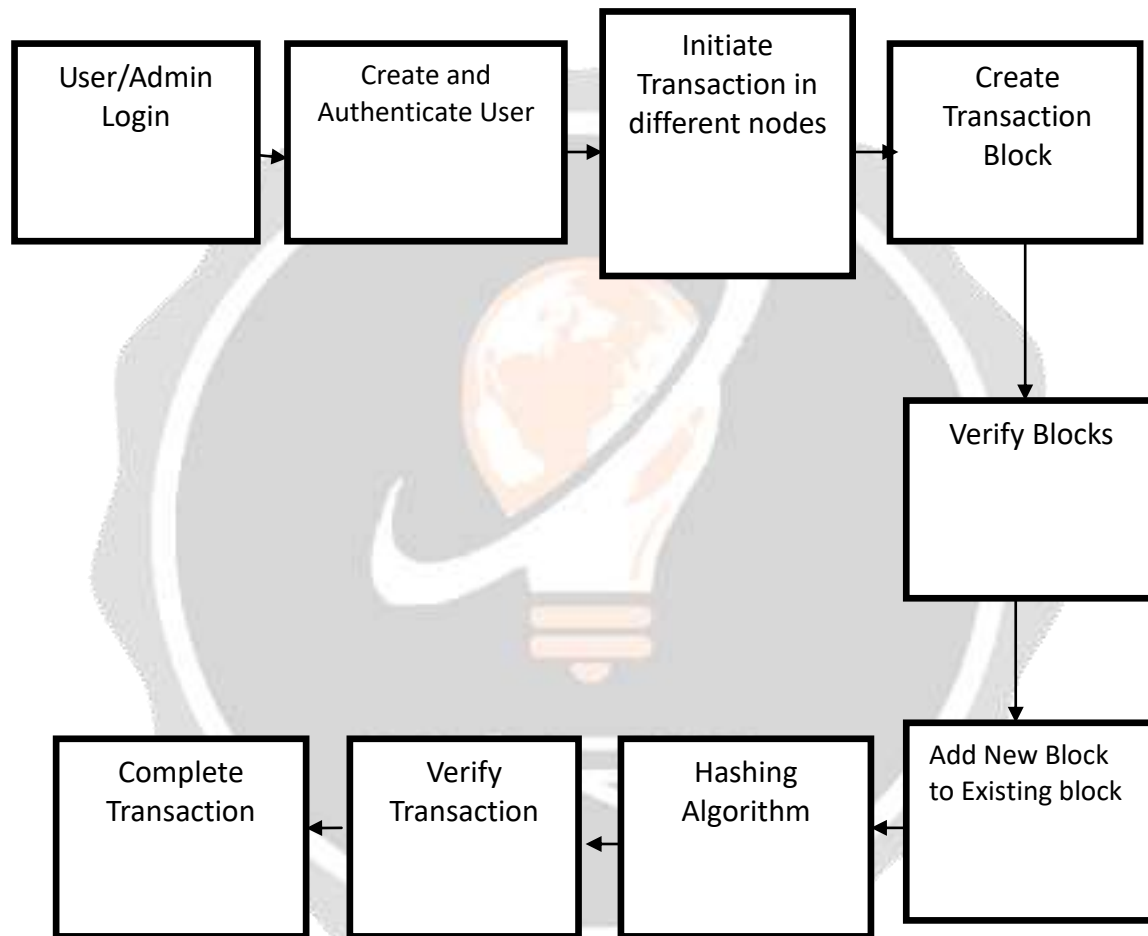 User/Admin
Login
Create and
Authenticate User
Initiate
Transaction in
different nodes
Create
Transaction
Block
Verify Blocks
Add New Block
to Existing block
Hashing
Algorithm
Verify
Transaction
Complete
Transaction